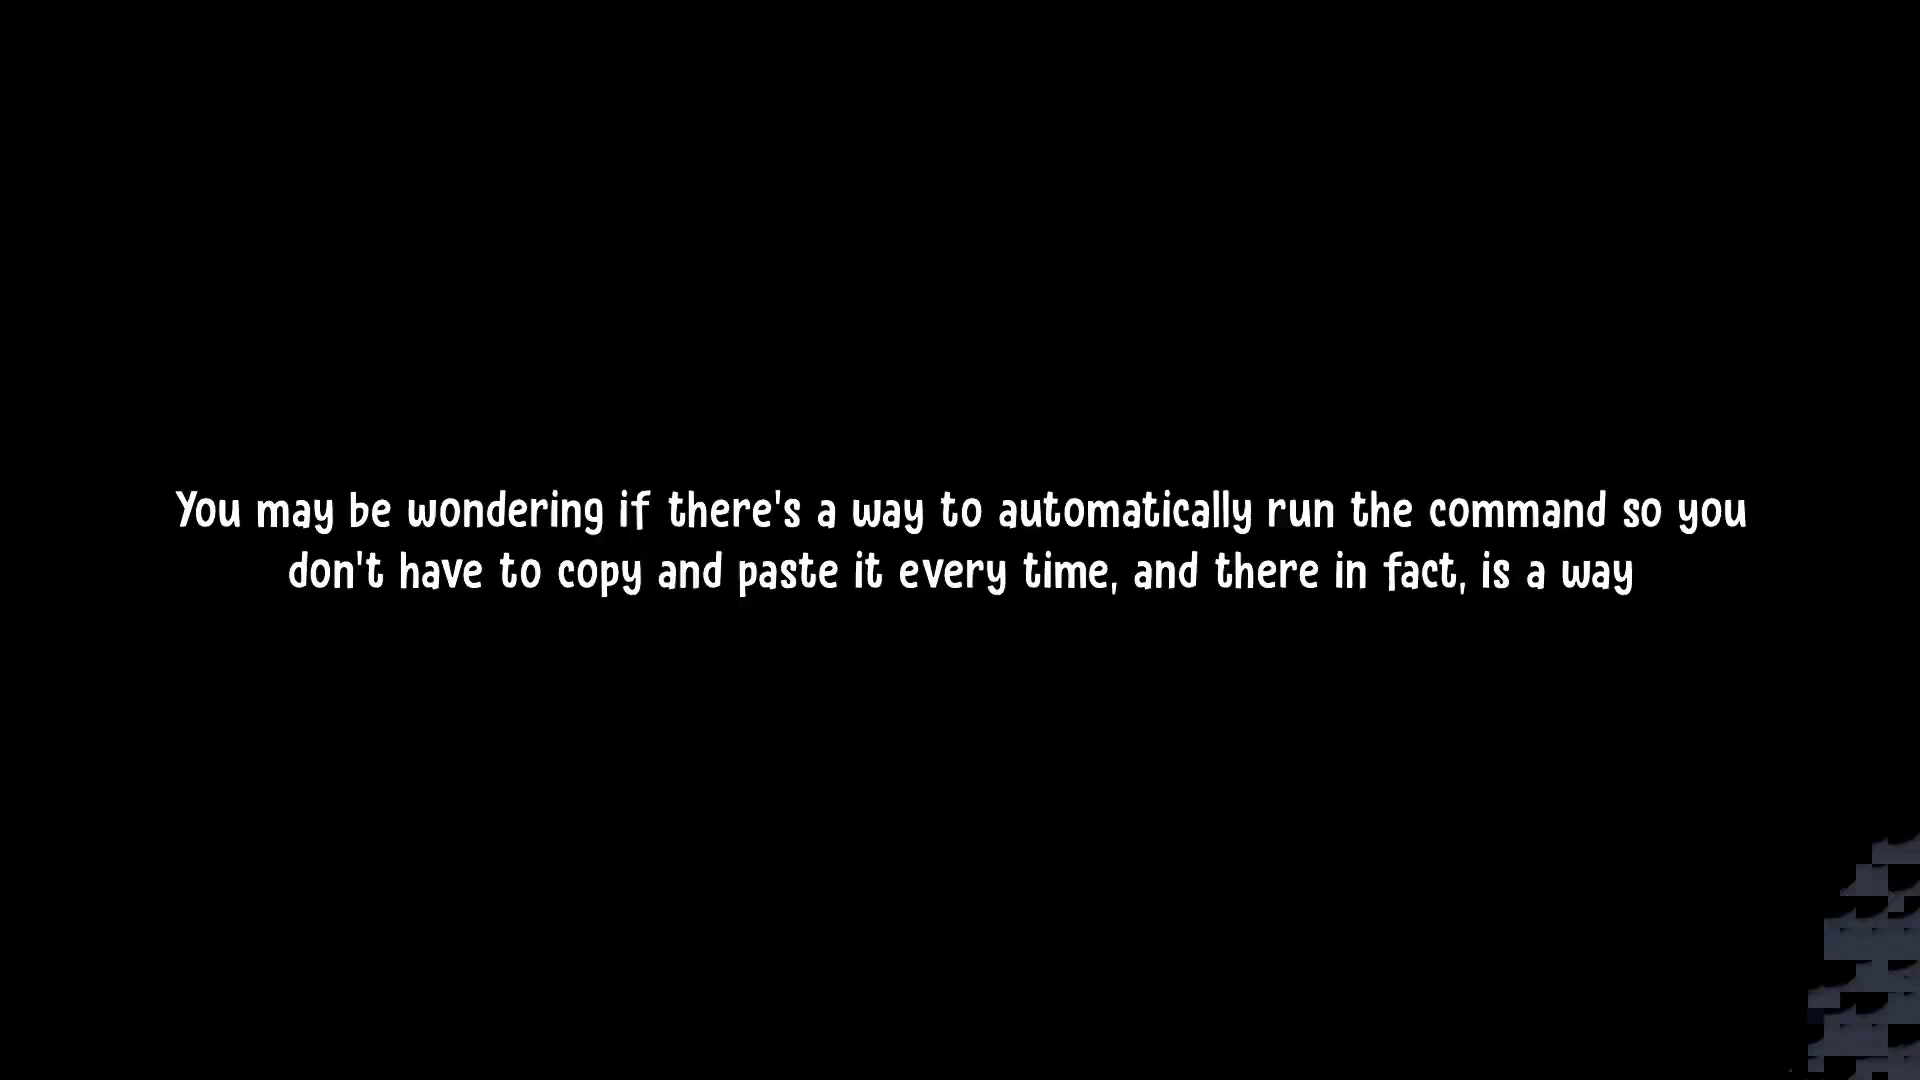 You may be wondering if there's a way to automatically run the command so you
don't have to copy and paste it every time, and there in fact, is a way